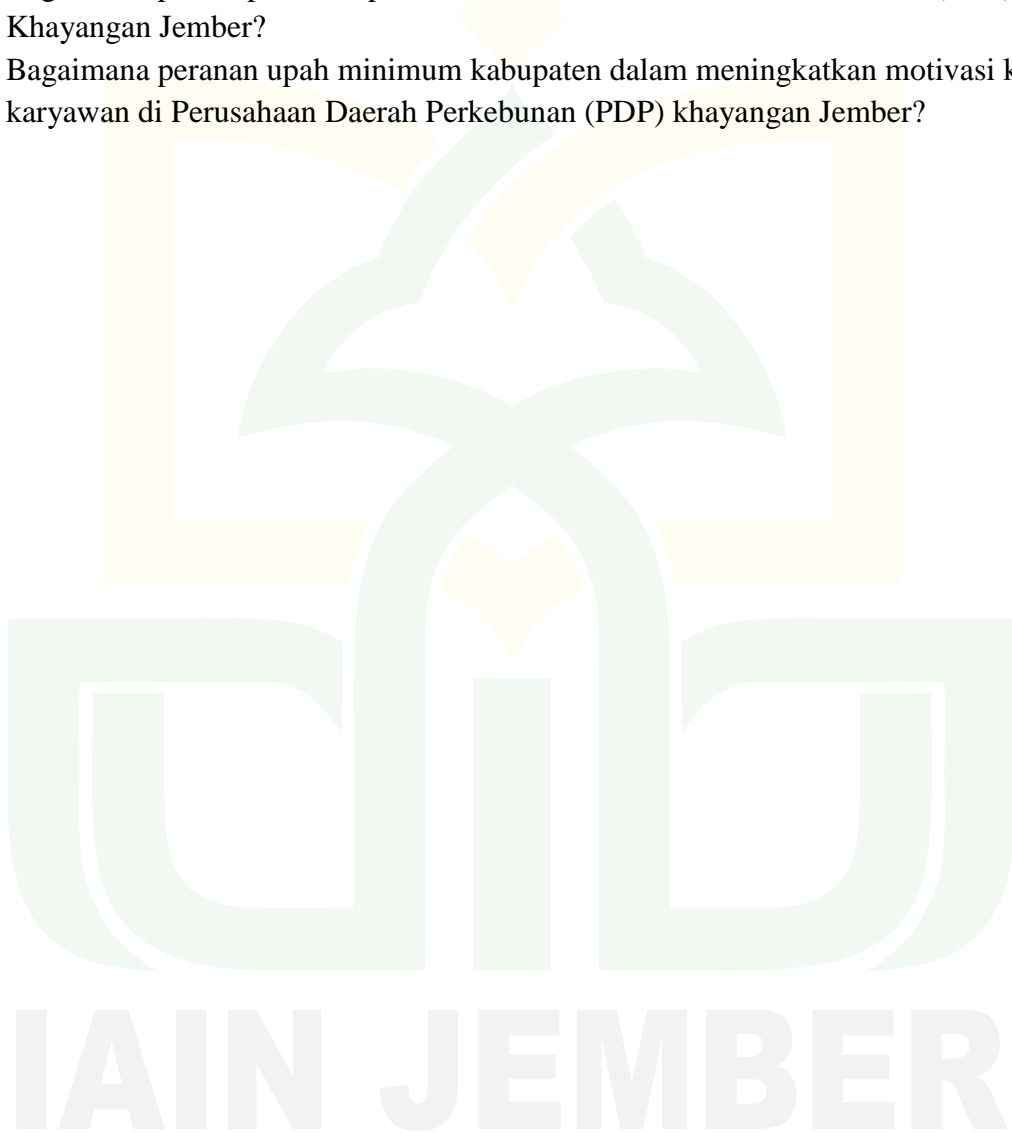 Khayangan Jember?
Bagaimana peranan upah minimum kabupaten dalam meningkatkan motivasi
karyawan di Perusahaan Daerah Perkebunan (PDP) khayangan Jember?
IAIN JEMBER